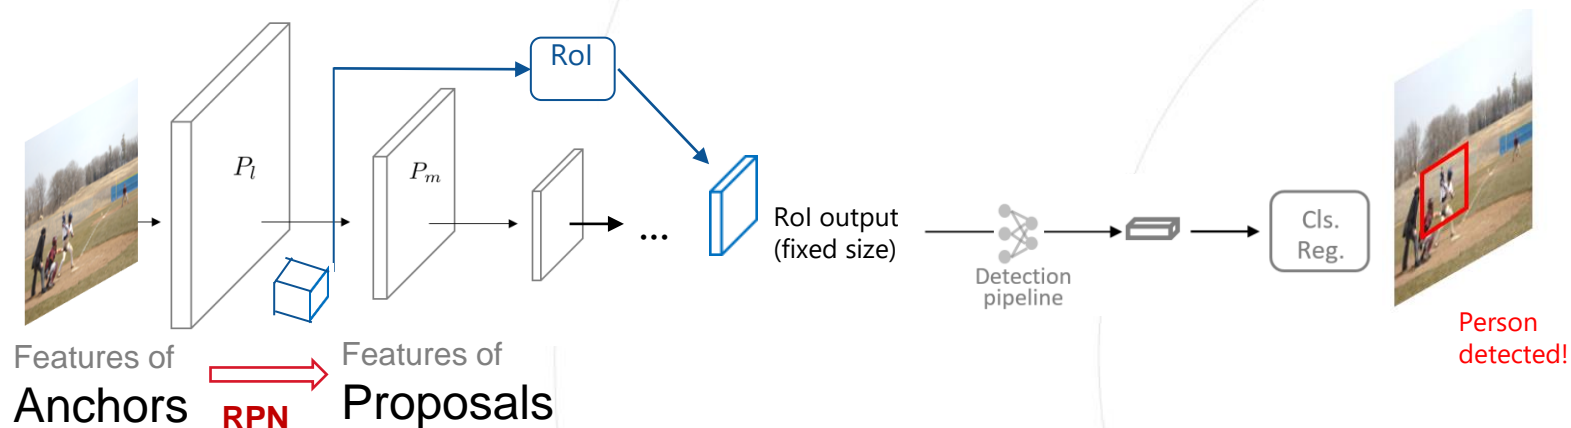 RoI
P_l
P_m
...
RoI output
(fixed size)
Detection
pipeline
Cls.
Reg.
Person
detected!
Features of
Anchors
RPN
Features of
Proposals